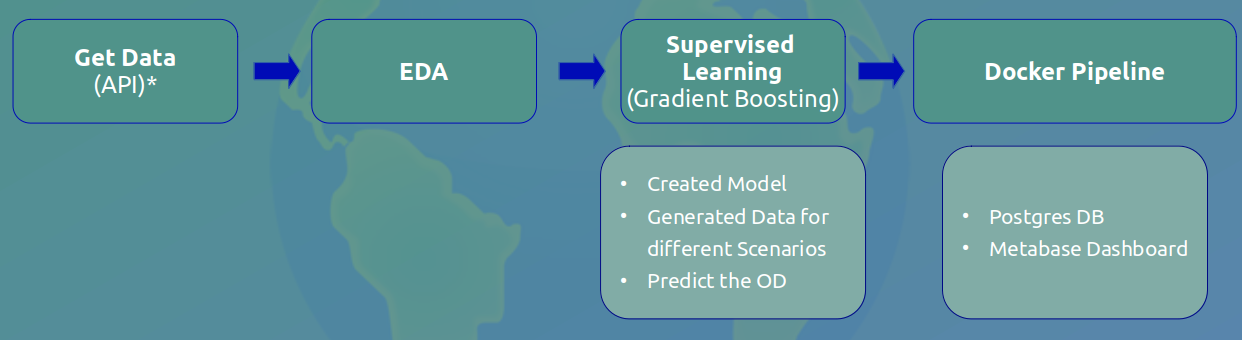 Get Data
(API)*
EDA
Supervised
Learning
(Gradient Boosting)
Docker Pipeline
• Created Model
• Generated Data for
different Scenarios
• Predict the OD
• Postgres DB
• Metabase Dashboard